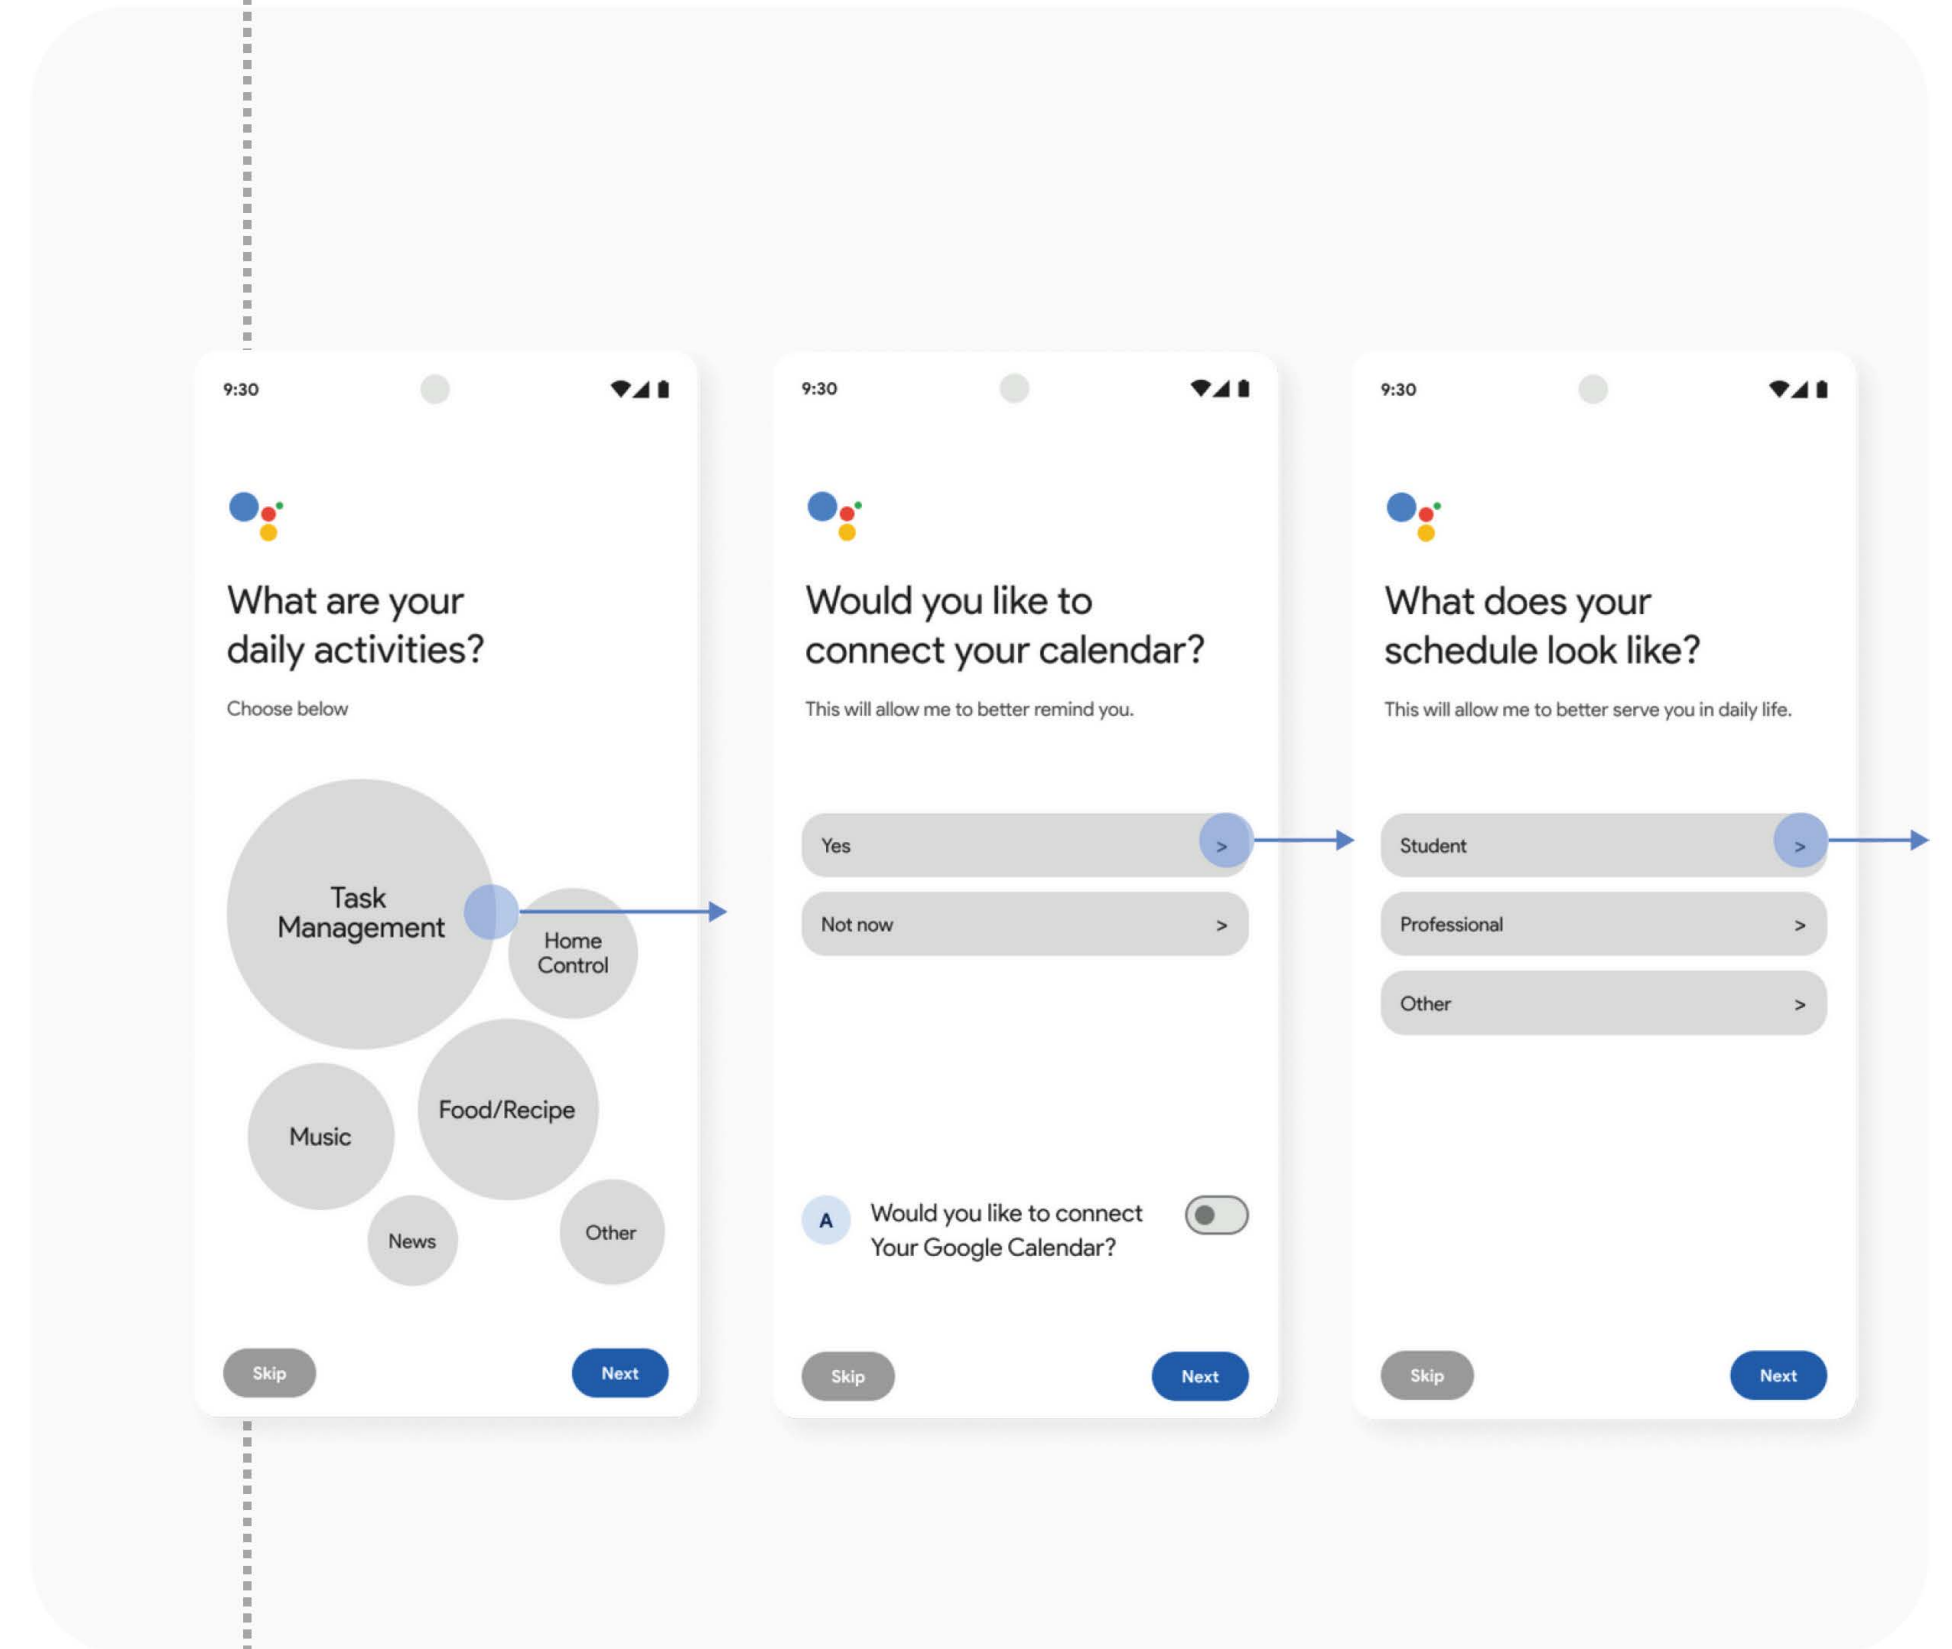 9:30
What are your
daily activities?
Choose below
Task
Management
Home
Control
Food/Recipe
Music
News
Other
Skip
Next
9:30
Would you like to
connect your calendar?
This will allow me to better remind you.
Yes >
Not now >
A
Would you like to connect
Your Google Calendar?
Skip
Next
9:30
What does your
schedule look like?
This will allow me to better serve you in daily life.
Student >
Professional >
Other >
Skip
Next